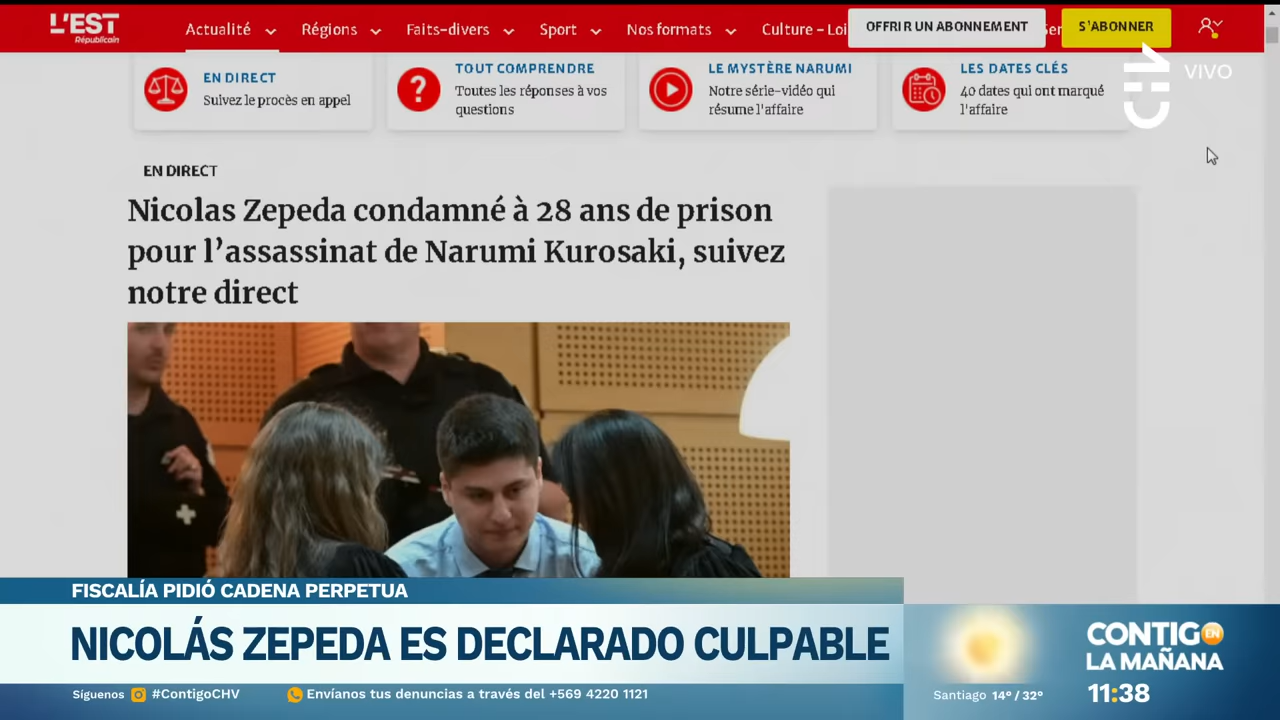 L'EST
Républicain
Actualité
Régions
Faits-divers
Sport
Nos formats
Culture - Loi
OFFRIR UN ABONNEMENT
S'ABONNER
EN DIRECT
Suivez le procès en appel
TOUT COMPRENDRE
Toutes les réponses à vos
questions
LE MYSTÈRE NARUMI
Notre série-vidéo qui
résume l'affaire
LES DATES CLÉS
40 dates qui ont marqué
l'affaire
CHV
VIVO
EN DIRECT
Nicolas Zepeda condamné à 28 ans de prison
pour l'assassinat de Narumi Kurosaki, suivez
notre direct
FISCALÍA PIDIÓ CADENA PERPETUA
NICOLÁS ZEPEDA ES DECLARADO CULPABLE
Síguenos #ContigoCHV Envíanos tus denuncias a través del +569 4220 1121
Santiago 14° / 32°
CONTIGO EN
LA MAÑANA
11:38